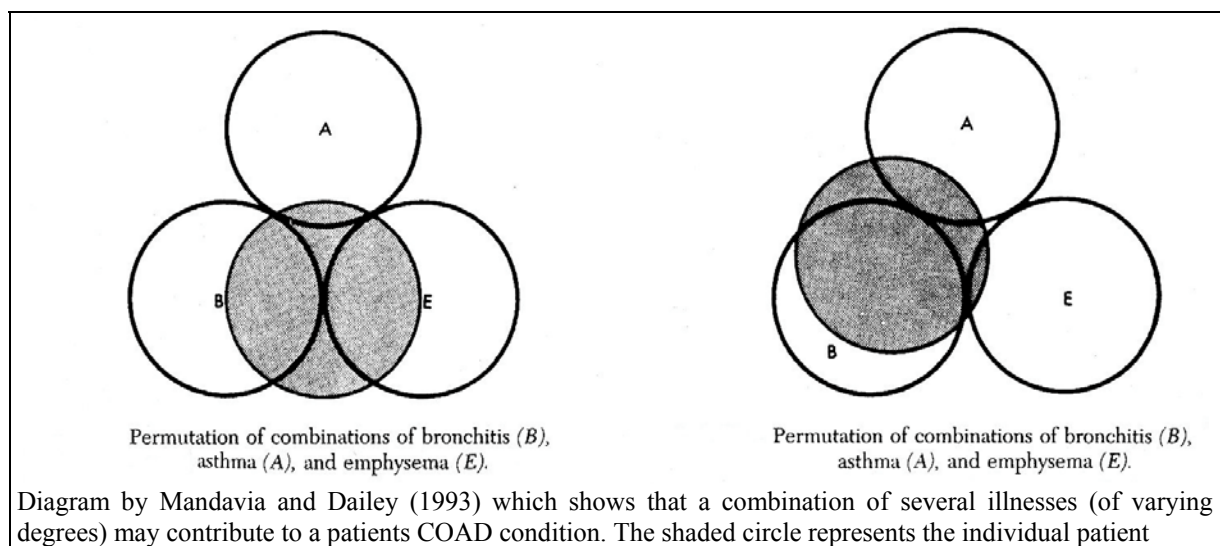 A
B
E
Permutation of combinations of bronchitis (B),
asthma (A), and emphysema (E).
A
B
E
Permutation of combinations of bronchitis (B),
asthma (A), and emphysema (E).
Diagram by Mandavia and Dailey (1993) which shows that a combination of several illnesses (of varying
degrees) may contribute to a patients COAD condition. The shaded circle represents the individual patient